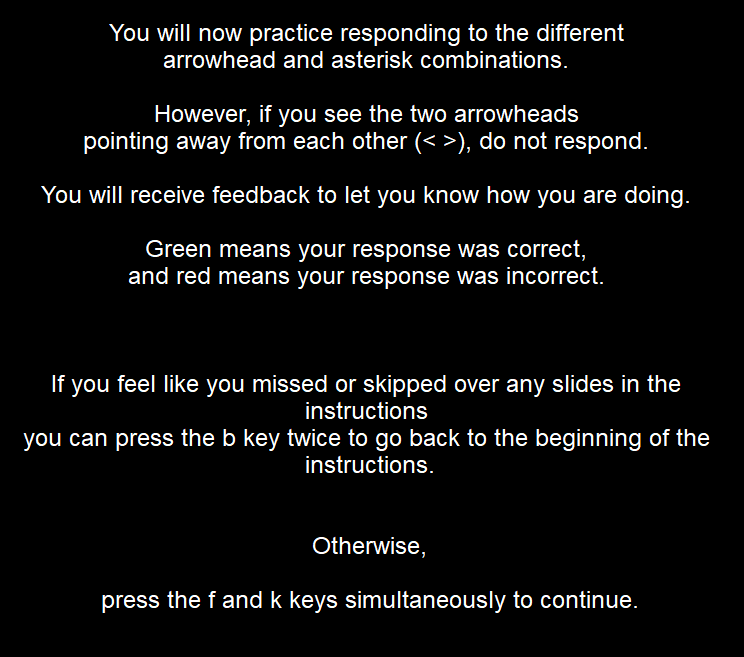 You will now practice responding to the different
arrowhead and asterisk combinations.
However, if you see the two arrowheads
pointing away from each other (< >), do not respond.
You will receive feedback to let you know how you are doing.
Green means your response was correct,
and red means your response was incorrect.
If you feel like you missed or skipped over any slides in the
instructions
you can press the b key twice to go back to the beginning of the
instructions.
Otherwise,
press the f and k keys simultaneously to continue.